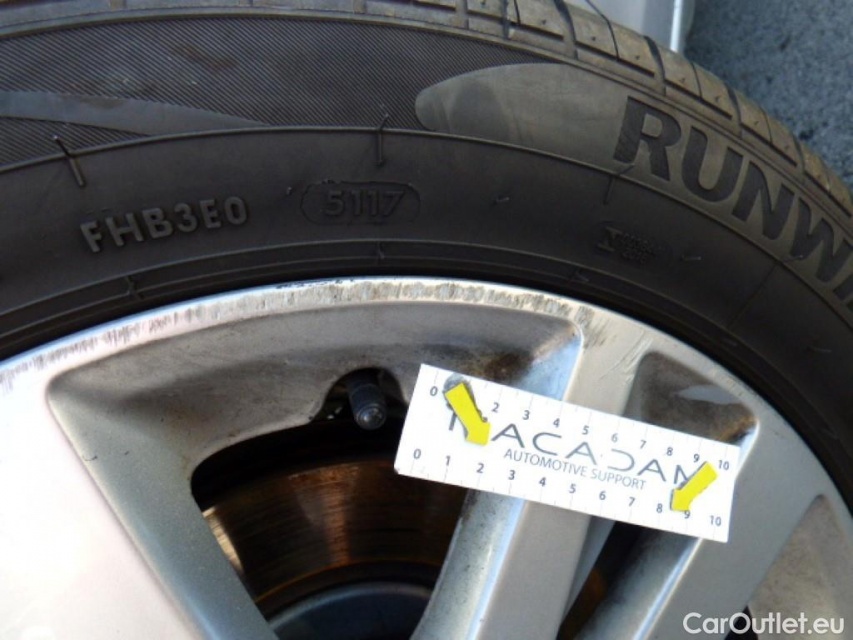 RUNW
FHB3E0 5117
0 2 3 4 5 6 7 8 9 10
MACADAM
AUTOMOTIVE SUPPORT
0 1 2 3 4 5 6 7 8 9 10
CarOutlet.eu